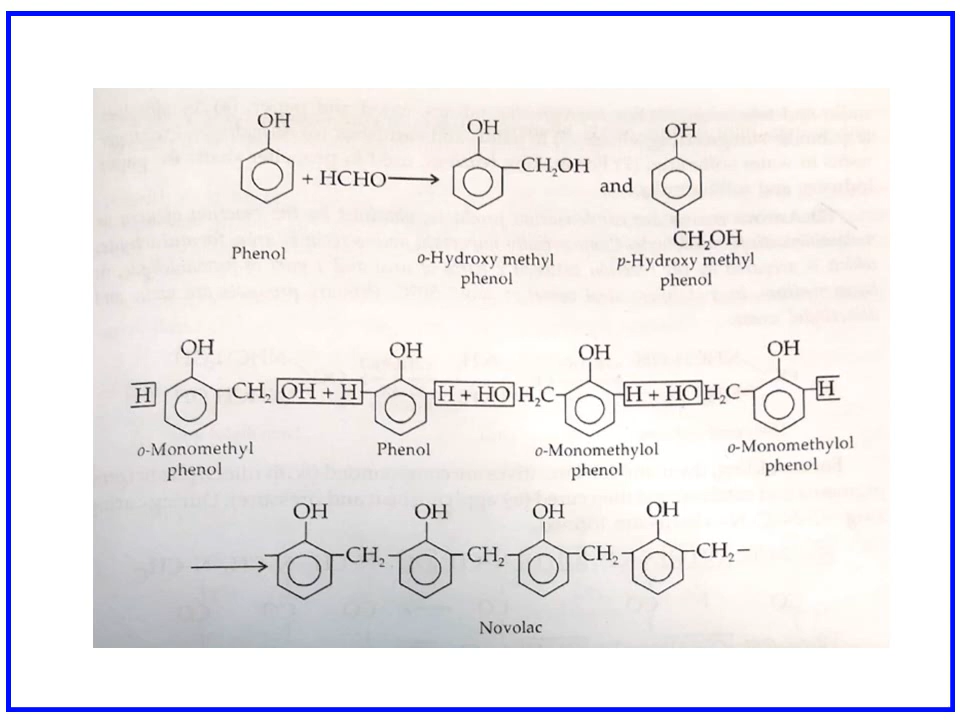 OH
OH
OH
+ HCHO
CH₂OH
and
CH₂OH
Phenol
o-Hydroxy methyl
phenol
p-Hydroxy methyl
phenol
OH
OH
OH
OH
H
CH₂
OH + H
H + HO
H₂C
H + HO
H₂C
H
o-Monomethyl
phenol
Phenol
o-Monomethylol
phenol
o-Monomethylol
phenol
OH
OH
OH
OH
CH₂
CH₂
CH₂
CH₂–
Novolac